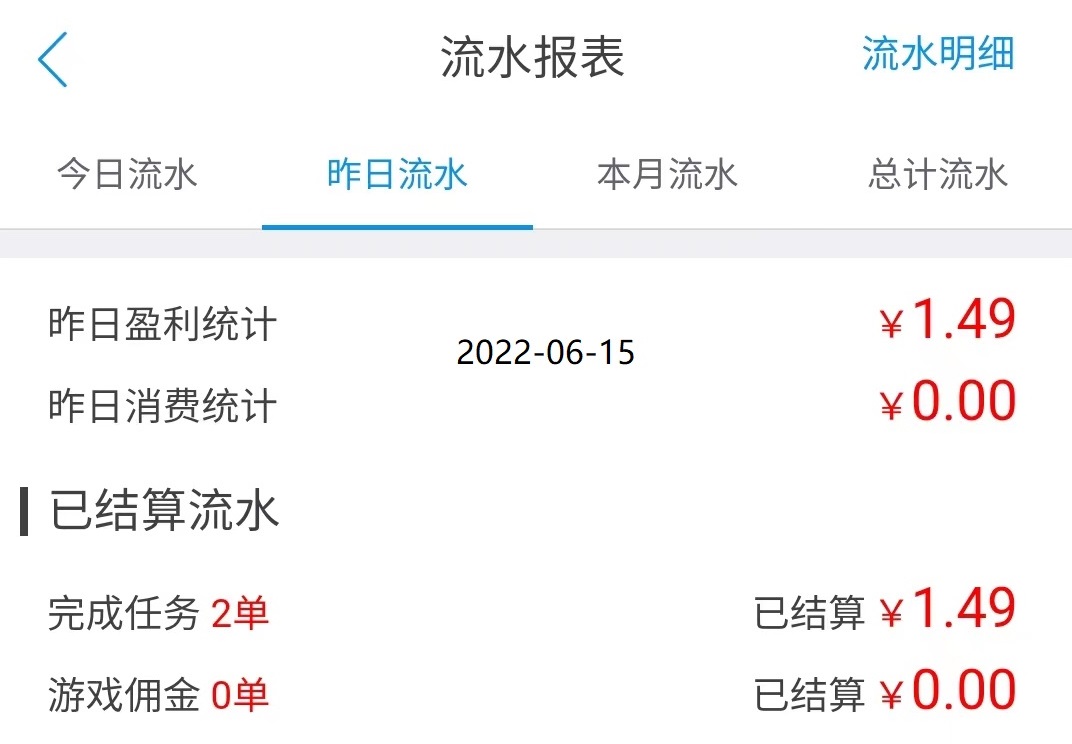 流水报表 流水明细
今日流水 昨日流水 本月流水 总计流水
昨日盈利统计 ¥1.49
2022-06-15
昨日消费统计 ¥0.00
已结算流水
完成任务 2单 已结算 ¥1.49
游戏佣金 0单 已结算 ¥0.00